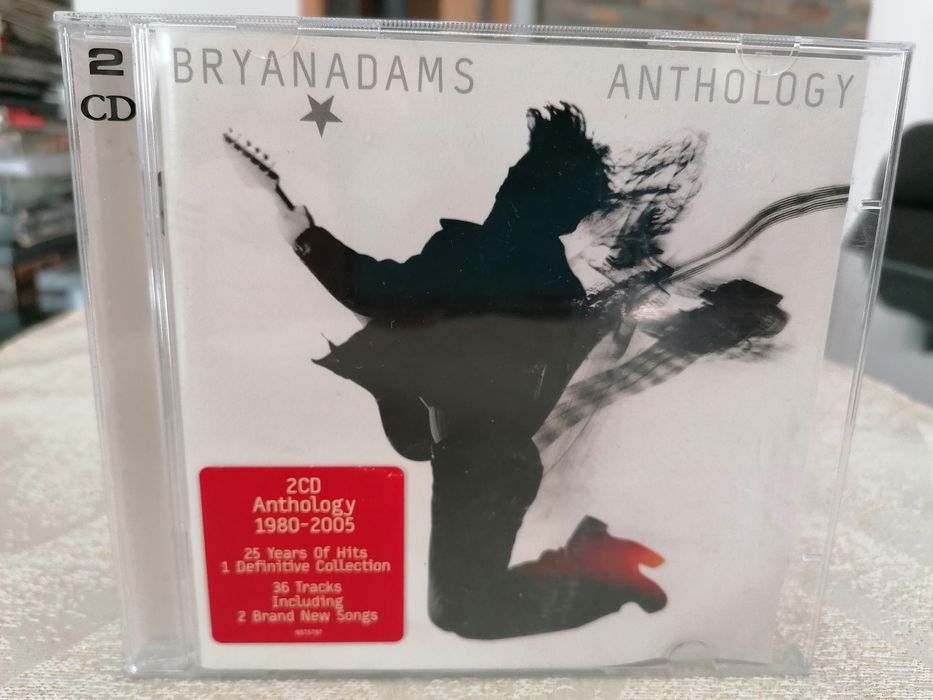 2
CD
BRYANADAMS
ANTHOLOGY
2CD
Anthology
1980-2005
25 Years Of Hits
1 Definitive Collection
36 Tracks
Including
2 Brand New Songs